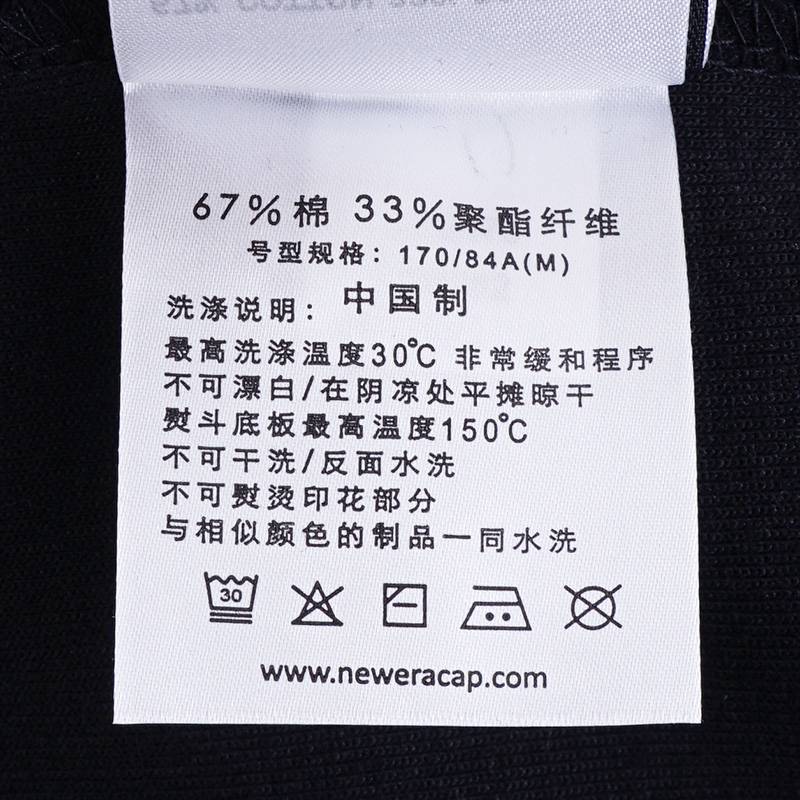 67% COTTON 33%
67%棉 33%聚酯纤维
号型规格：170/84A(M)
中国制
洗涤说明：
最高洗涤温度30℃ 非常缓和程序
不可漂白/在阴凉处平摊晾干
熨斗底板最高温度150℃
不可干洗/反面水洗
不可熨烫印花部分
与相似颜色的制品一同水洗
30
www.neweracap.com